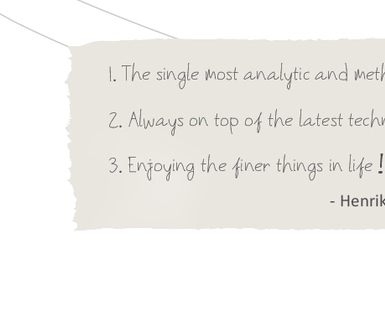 1. The single most analytic and meth
2. Always on top of the latest techn
3. Enjoying the finer things in life !
- Henrik